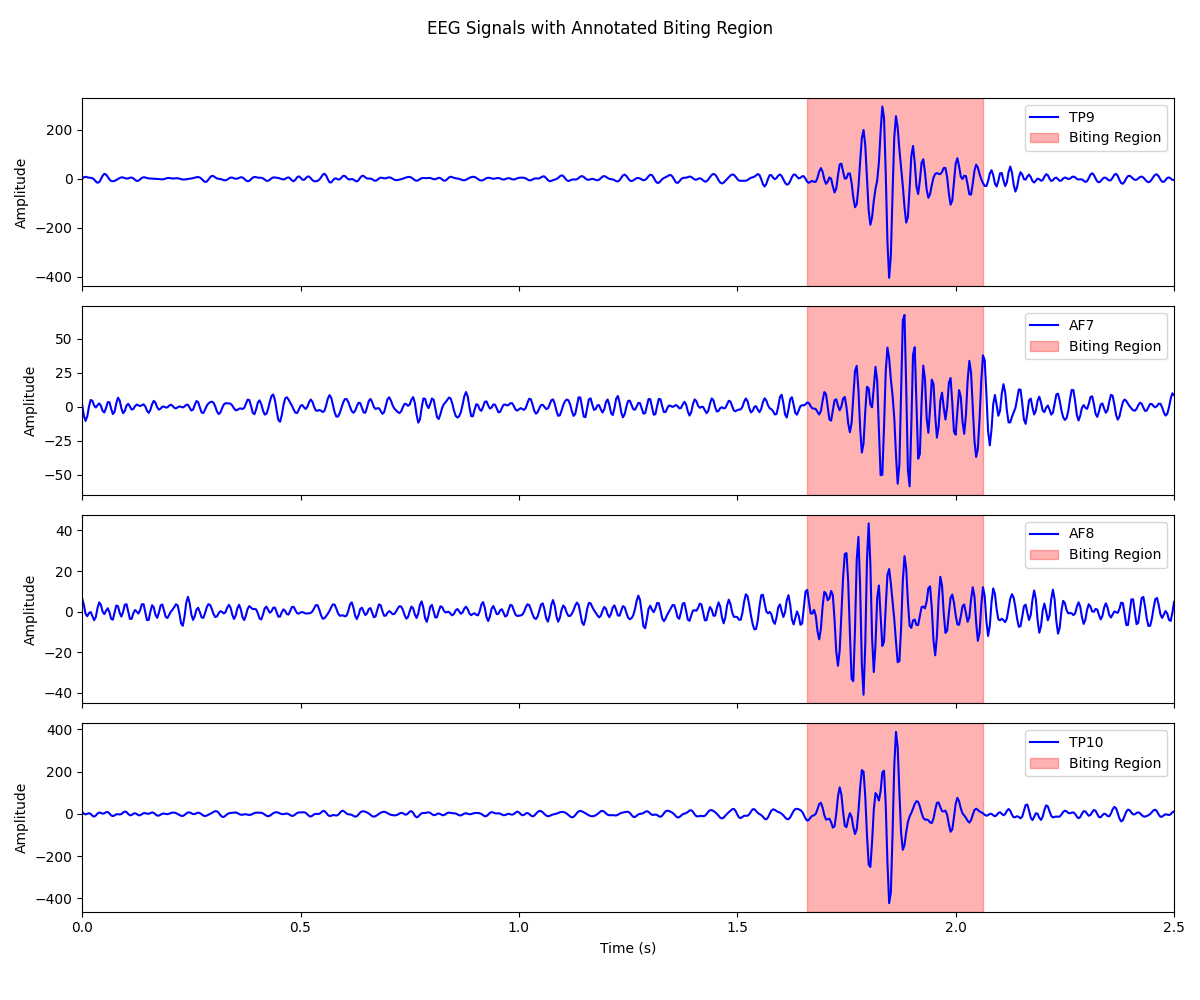 EEG Signals with Annotated Biting Region
Amplitude
200
0
−200
−400
TP9
Biting Region
Amplitude
50
25
0
−25
−50
AF7
Biting Region
Amplitude
40
20
0
−20
−40
AF8
Biting Region
Amplitude
400
200
0
−200
−400
TP10
Biting Region
0.0 0.5 1.0 1.5 2.0 2.5
Time (s)